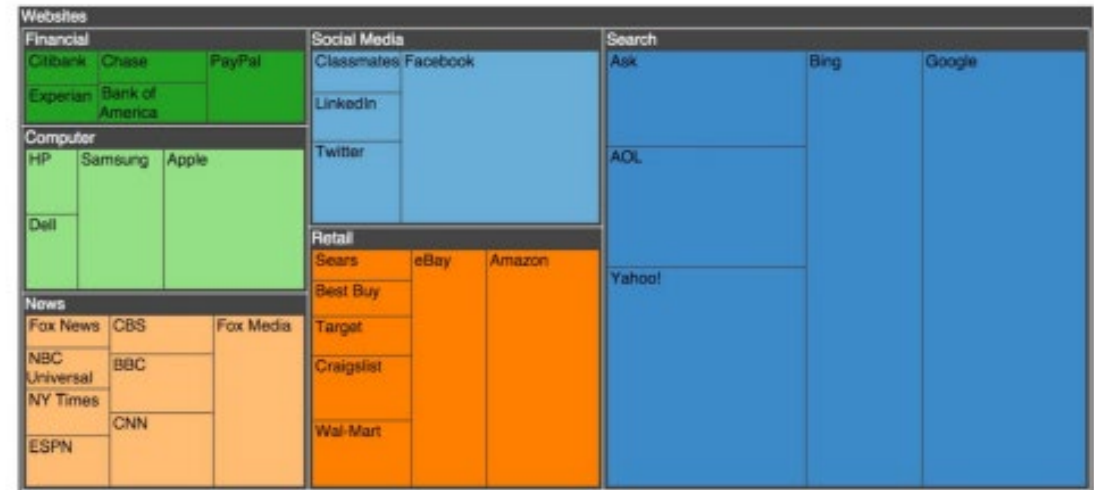 Websites
Financial
Citibank
Chase
PayPal
Experian
Bank of
America
Computer
HP
Samsung
Apple
Dell
News
Fox News
CBS
Fox Media
NBC
Universal
BBC
NY Times
CNN
ESPN
Social Media
Classmates
Facebook
LinkedIn
Twitter
Retail
Sears
eBay
Amazon
Best Buy
Target
Craigslist
Wal-Mart
Search
Ask
Bing
Google
AOL
Yahoo!